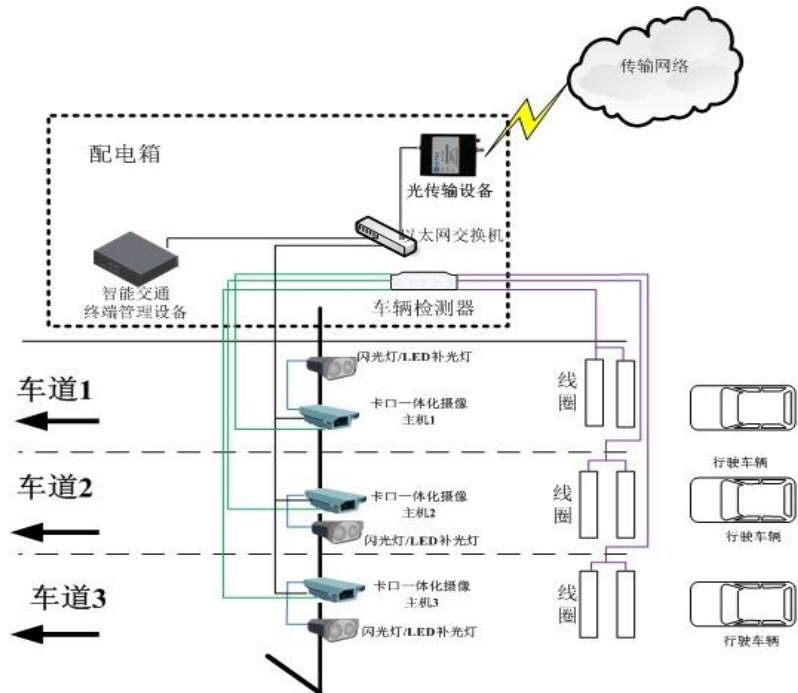 传输网络
配电箱
光传输设备
以太网交换机
智能交通
终端管理设备
车辆检测器
闪光灯/LED补光灯
车道1
卡口一体化摄像
主机1
线
圈
行驶车辆
车道2
卡口一体化摄像
主机2
闪光灯/LED补光灯
线
圈
行驶车辆
车道3
卡口一体化摄像
主机3
闪光灯/LED补光灯
线
圈
行驶车辆